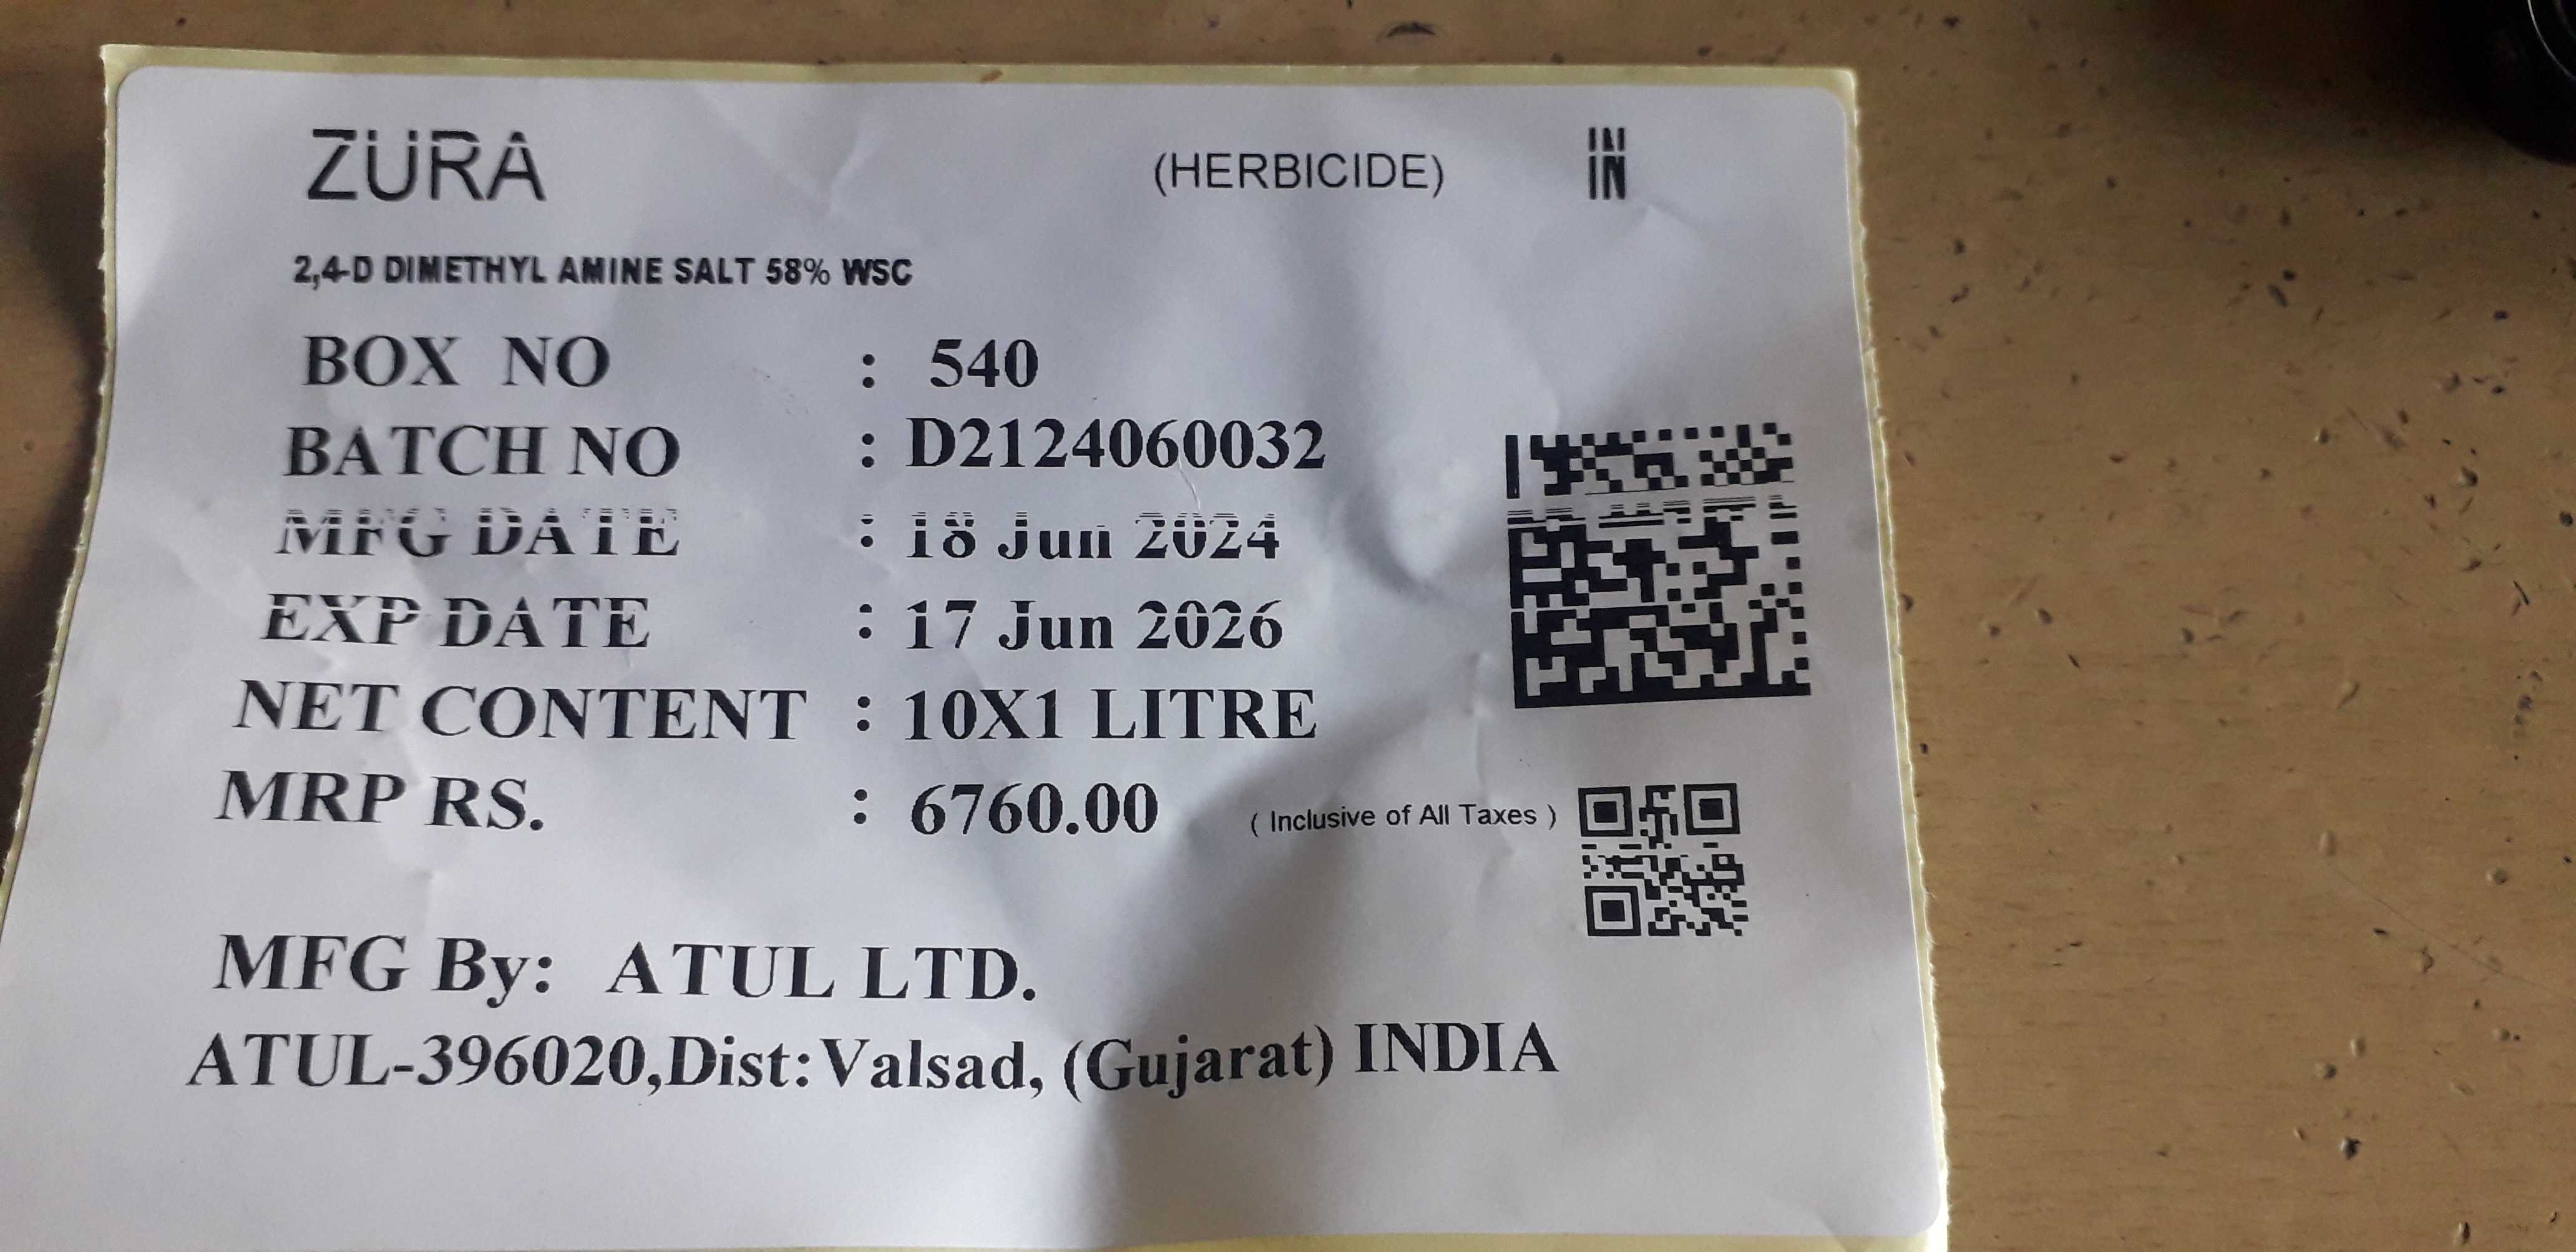 ZURA (HERBICIDE) IN
2,4-D DIMETHYL AMINE SALT 58% WSC
BOX NO : 540
BATCH NO : D2124060032
MFG DATE : 18 Jun 2024
EXP DATE : 17 Jun 2026
NET CONTENT : 10X1 LITRE
MRP RS. : 6760.00 ( Inclusive of All Taxes )
MFG By: ATUL LTD.
ATUL-396020,Dist:Valsad, (Gujarat) INDIA